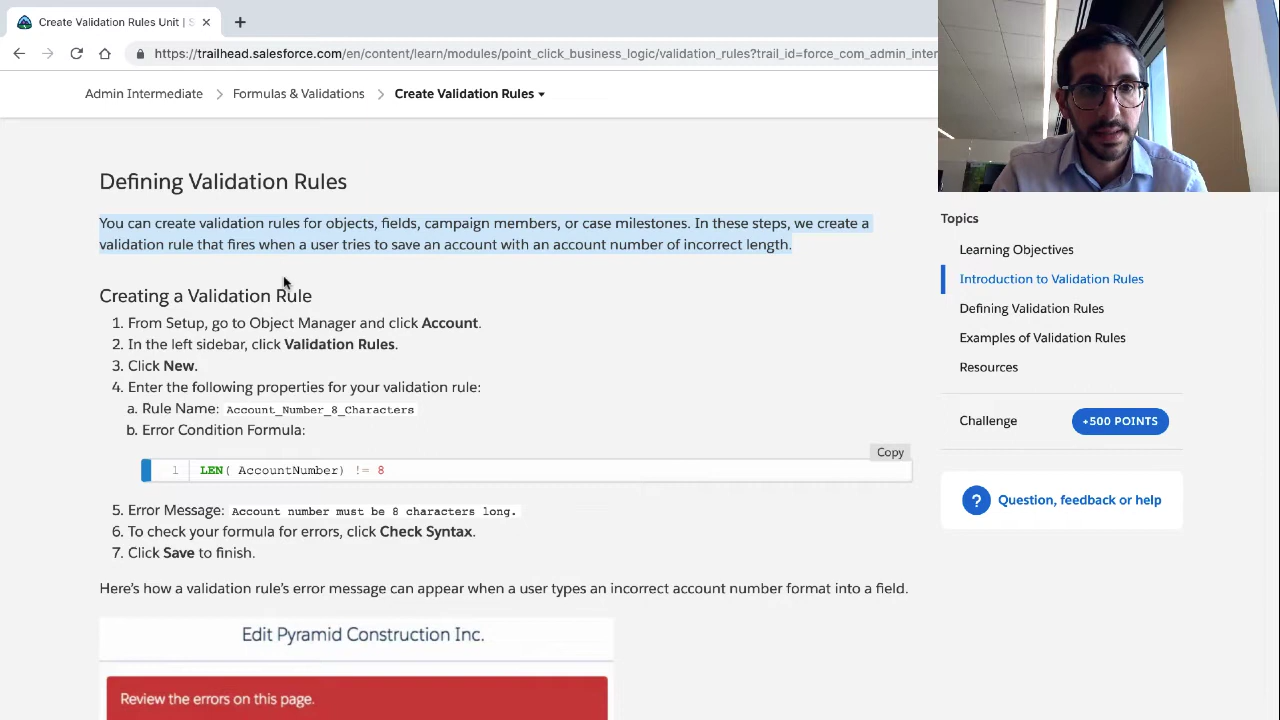 Create Validation Rules Unit | S
https://trailhead.salesforce.com/en/content/learn/modules/point_click_business_logic/validation_rules?trail_id=force_com_admin_inter
Admin Intermediate > Formulas & Validations > Create Validation Rules
Defining Validation Rules
You can create validation rules for objects, fields, campaign members, or case milestones. In these steps, we create a
validation rule that fires when a user tries to save an account with an account number of incorrect length.
Creating a Validation Rule
1. From Setup, go to Object Manager and click Account.
2. In the left sidebar, click Validation Rules.
3. Click New.
4. Enter the following properties for your validation rule:
a. Rule Name: Account_Number_8_Characters
b. Error Condition Formula:
Copy
1 LEN( AccountNumber) != 8
5. Error Message: Account number must be 8 characters long.
6. To check your formula for errors, click Check Syntax.
7. Click Save to finish.
Here's how a validation rule's error message can appear when a user types an incorrect account number format into a field.
Edit Pyramid Construction Inc.
Review the errors on this page.
Topics
Learning Objectives
Introduction to Validation Rules
Defining Validation Rules
Examples of Validation Rules
Resources
Challenge +500 POINTS
? Question, feedback or help